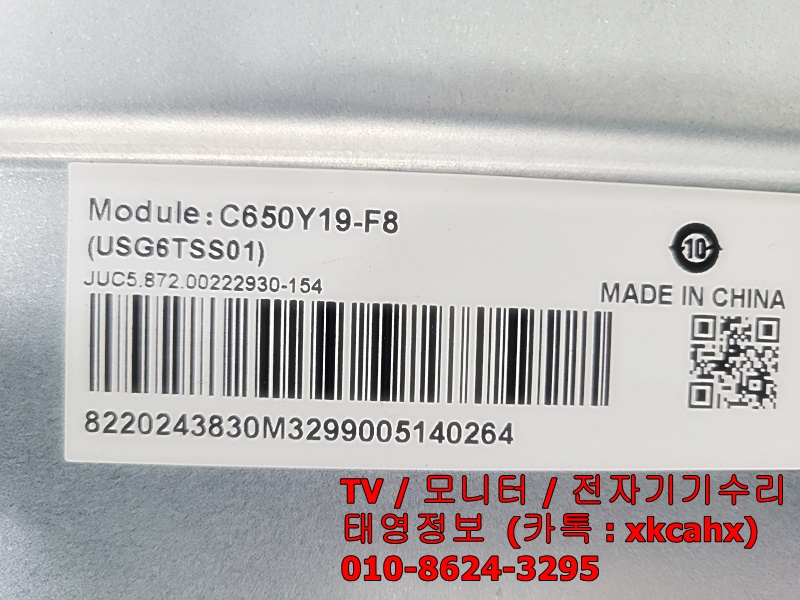 Module: C650Y19-F8
(USG6TSS01)
10
JUC5.872.00222930-154
MADE IN CHINA
8220243830M3299005140264
TV / 모니터 / 전자기기수리
태영정보 (카톡 : xkcahx)
010-8624-3295